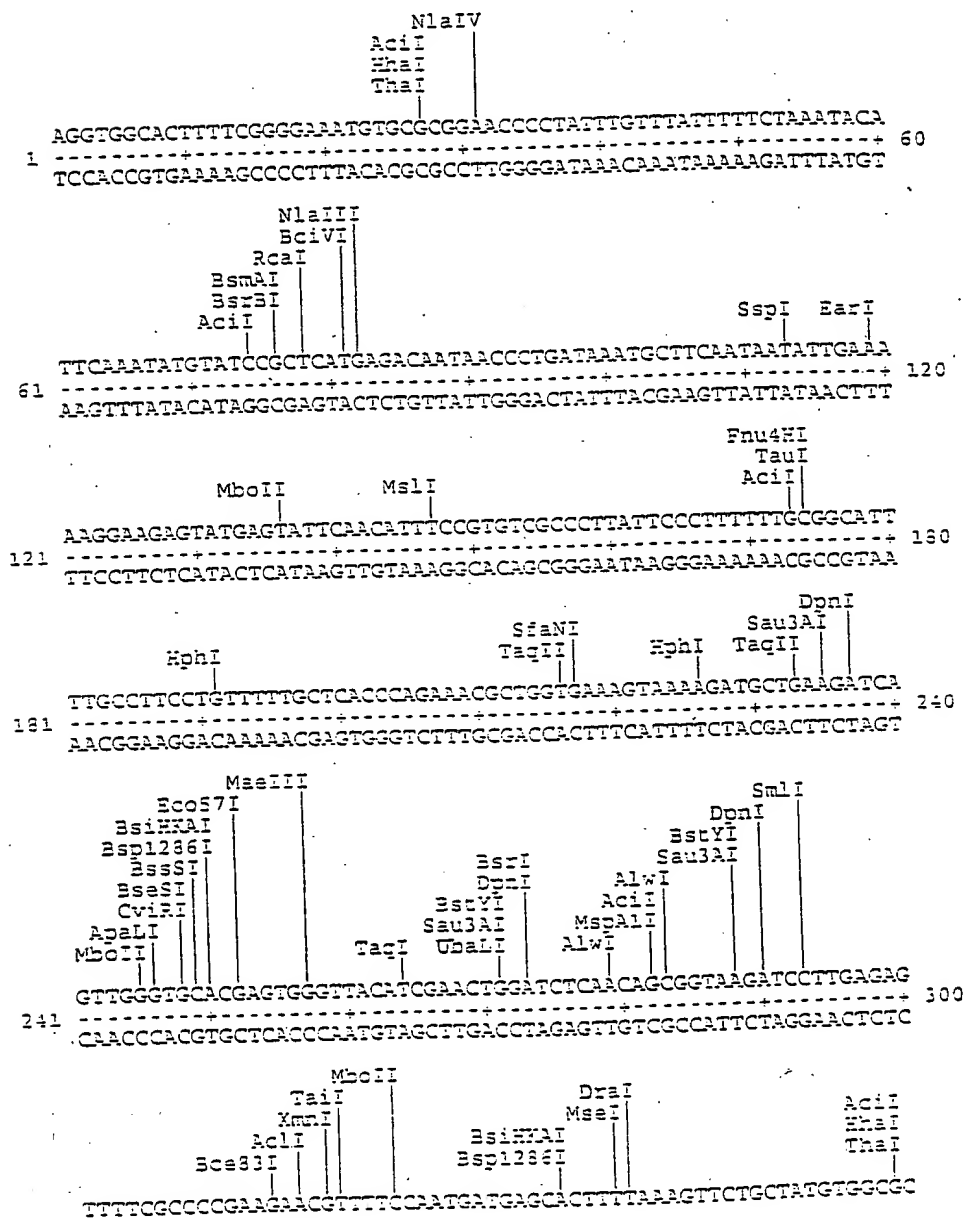 NlaIV
AciI
HhaI
ThaI
AGGTGGCACTTTTCGGGGAAATGTGCGCGGAACCCCTATTTGTTTATTTTTCTAAATACA
1 60
TCCACCGTGAAAAGCCCCTTTACACGCGCCTTGGGGATAAACAAATAAAAAGATTTATGT
NlaIII
BciVI
RcaI
BsmAI
BsrBI
AciI SspI EarI
TTCAAATATGTATCCGCTCATGAGACAATAACCCTGATAAATGCTTCAATAATATTGAAA
61 120
AAGTTTATACATAGGCGAGTACTCTGTTATTGGGACTATTTACGAAGTTATTATAACTTT
Fnu4HI
TauI
MboII MslI AciI
AAGGAAGAGTATGAGTATTCAACATTTCCGTGTCGCCCTTATTCCCTTTTTTGCGGCATT
121 180
TTCCTTCTCATACTCATAAGTTGTAAAGGCACAGCGGGAATAAGGGAAAAAACGCCGTAA
DpnI
SfaNI Sau3AI
HphI TaqII HphI TaqII
TTGCCTTCCTGTTTTTGCTCACCCAGAAACGCTGGTGAAAGTAAAAGATGCTGAAGATCA
181 240
AACGGAAGGACAAAAACGAGTGGGTCTTTGCGACCACTTTCATTTTCTACGACTTCTAGT
MaeIII
Eco57I SmlI
BsiHKAI DpnI
Bsp1286I BstYI
BssSI BsrI Sau3AI
BseSI DpnI AlwI
CviRI BstYI AciI
ApaLI Sau3AI MspA1I
MboII TaqI UbaLI AlwI
GTTGGGTGCACGAGTGGGTTACATCGAACTGGATCTCAACAGCGGTAAGATCCTTGAGAG
241 300
CAACCCACGTGCTCACCCAATGTAGCTTGACCTAGAGTTGTCGCCATTCTAGGAACTCTC
MboII
TaiI DraI AciI
XmnI MseI HhaI
AclI BsiHKAI ThaI
Bce83I Bsp1286I
TTTTCGCCCCGAAGAACGTTTTCCAATGATGAGCACTTTTAAAGTTCTGCTATGTGGCGC